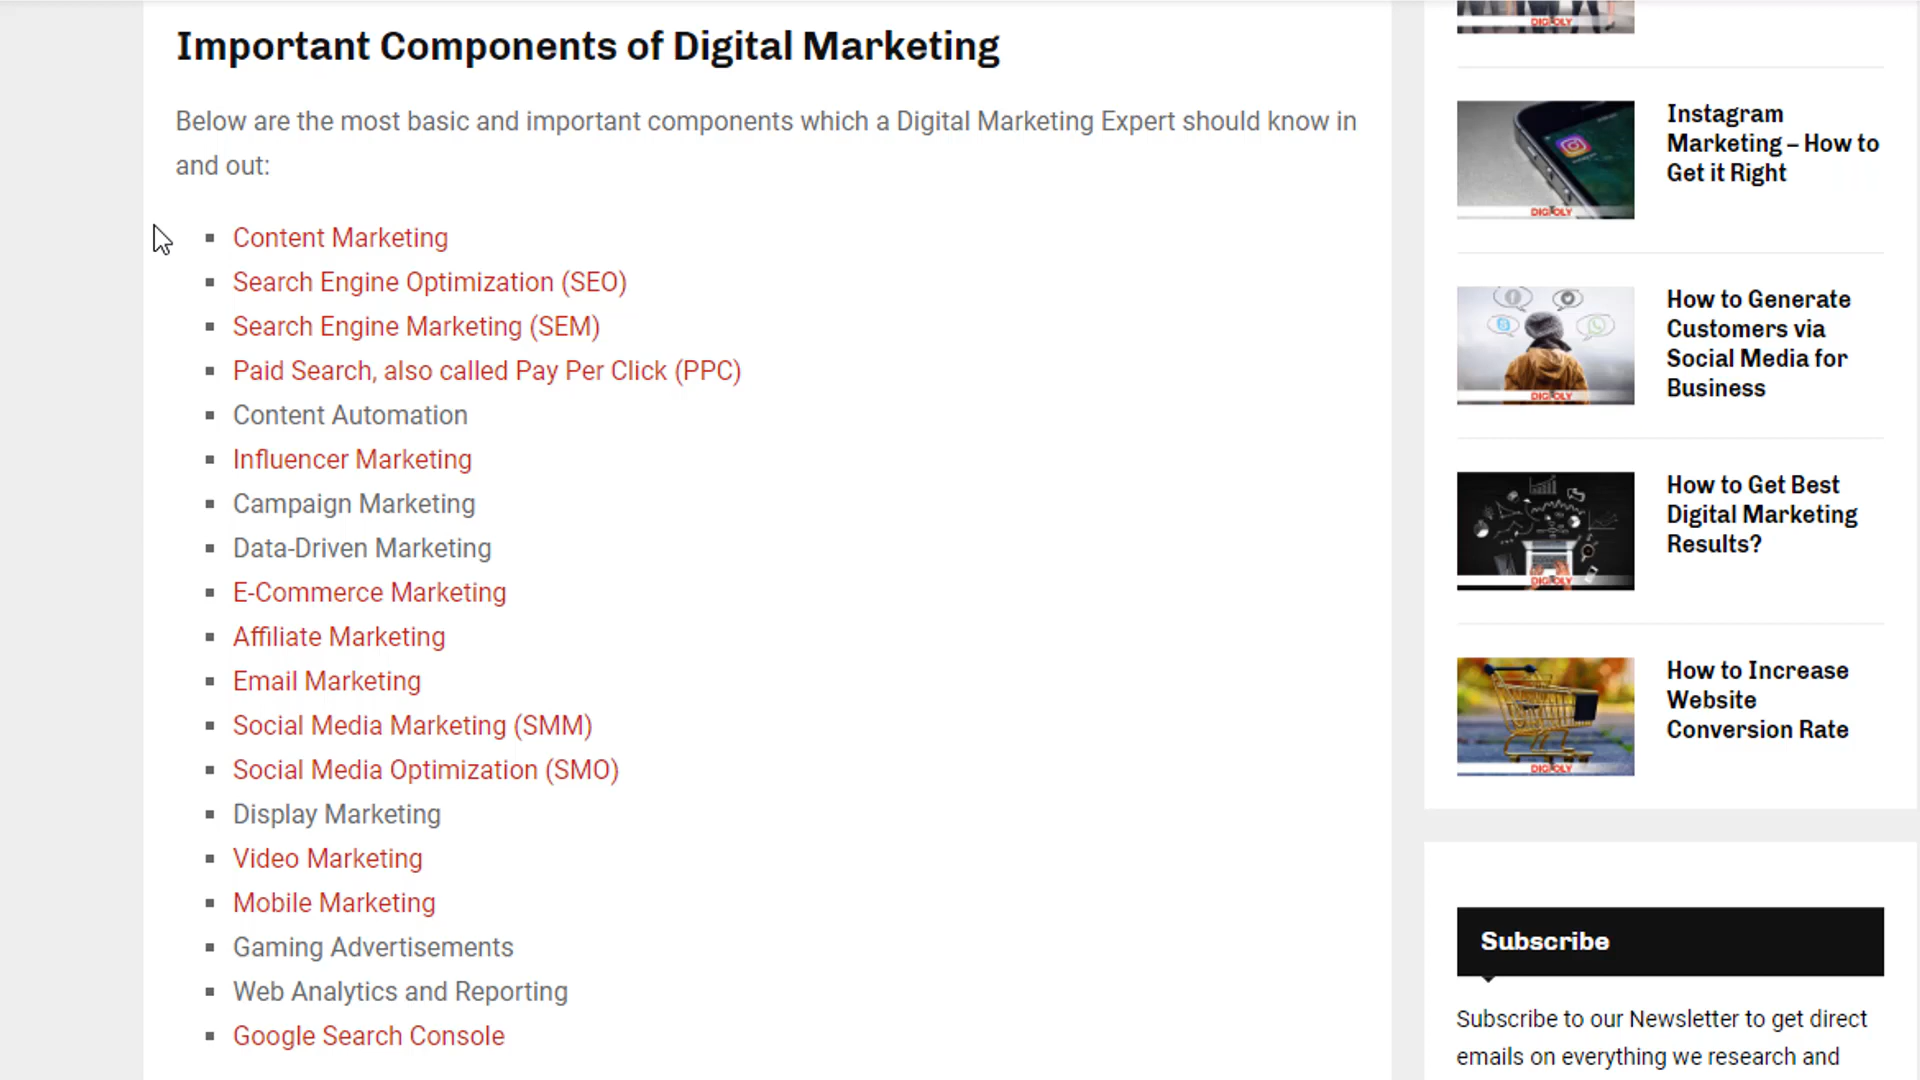 Important Components of Digital Marketing
Below are the most basic and important components which a Digital Marketing Expert should know in
and out:
Content Marketing
Search Engine Optimization (SEO)
Search Engine Marketing (SEM)
Paid Search, also called Pay Per Click (PPC)
Content Automation
Influencer Marketing
Campaign Marketing
Data-Driven Marketing
E-Commerce Marketing
Affiliate Marketing
Email Marketing
Social Media Marketing (SMM)
Social Media Optimization (SMO)
Display Marketing
Video Marketing
Mobile Marketing
Gaming Advertisements
Web Analytics and Reporting
Google Search Console
Instagram
Marketing – How to
Get it Right
How to Generate
Customers via
Social Media for
Business
How to Get Best
Digital Marketing
Results?
How to Increase
Website
Conversion Rate
Subscribe
Subscribe to our Newsletter to get direct
emails on everything we research and